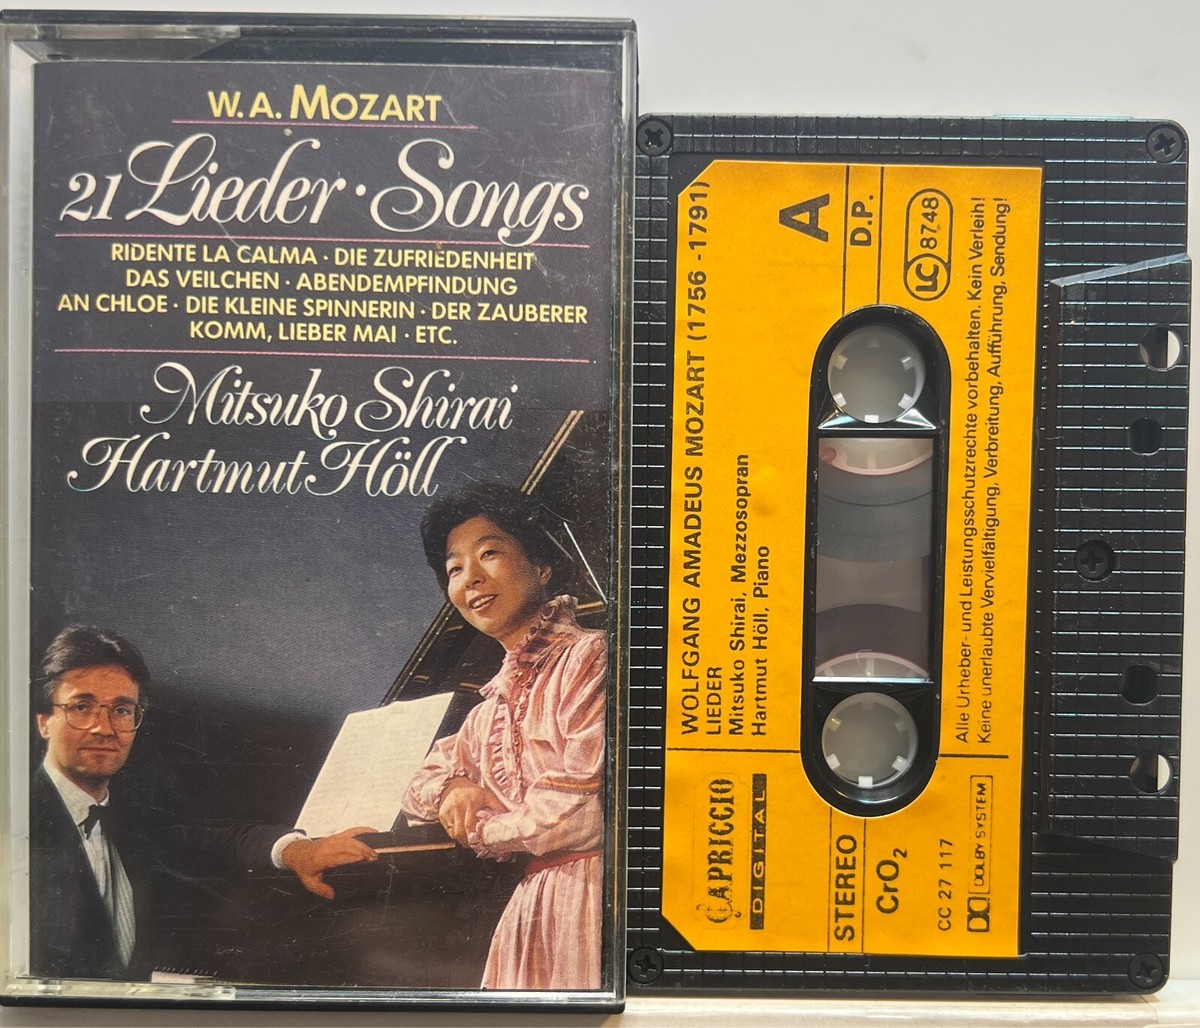 W. A. MOZART
21 Lieder · Songs
RIDENTE LA CALMA · DIE ZUFRIEDENHEIT
DAS VEILCHEN · ABENDEMPFINDUNG
AN CHLOE · DIE KLEINE SPINNERIN · DER ZAUBERER
KOMM, LIEBER MAI · ETC.
Mitsuko Shirai
Hartmut Höll
WOLFGANG AMADEUS MOZART (1756 -1791)
LIEDER
Mitsuko Shirai, Mezzosopran
Hartmut Höll, Piano
A
D.P.
LC 8748
Alle Urheber- und Leistungsschutzrechte vorbehalten. Kein Verleih!
Keine unerlaubte Vervielfältigung, Verbreitung, Aufführung, Sendung!
CAPRICCIO
DIGITAL
STEREO
CrO2
CC 27 117
DOLBY SYSTEM